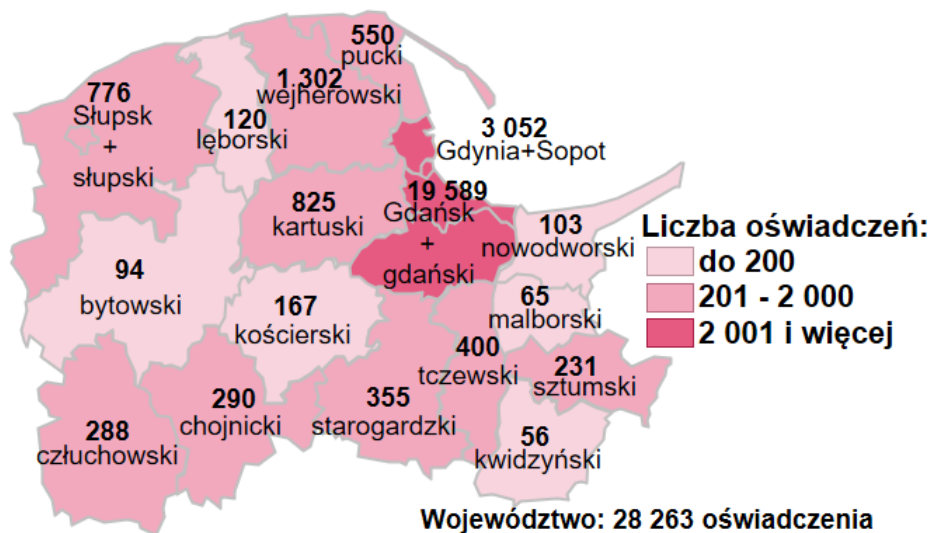 550
pucki
1 302
wejherowski
776
Słupsk
+
słupski
120
lęborski
3 052
Gdynia+Sopot
825
kartuski
19 589
Gdańsk
+
gdański
103
nowodworski
Liczba oświadczeń:
do 200
201 - 2 000
2 001 i więcej
94
bytowski
167
kościerski
65
malborski
400
tczewski
231
sztumski
288
człuchowski
290
chojnicki
355
starogardzki
56
kwidzyński
Województwo: 28 263 oświadczenia